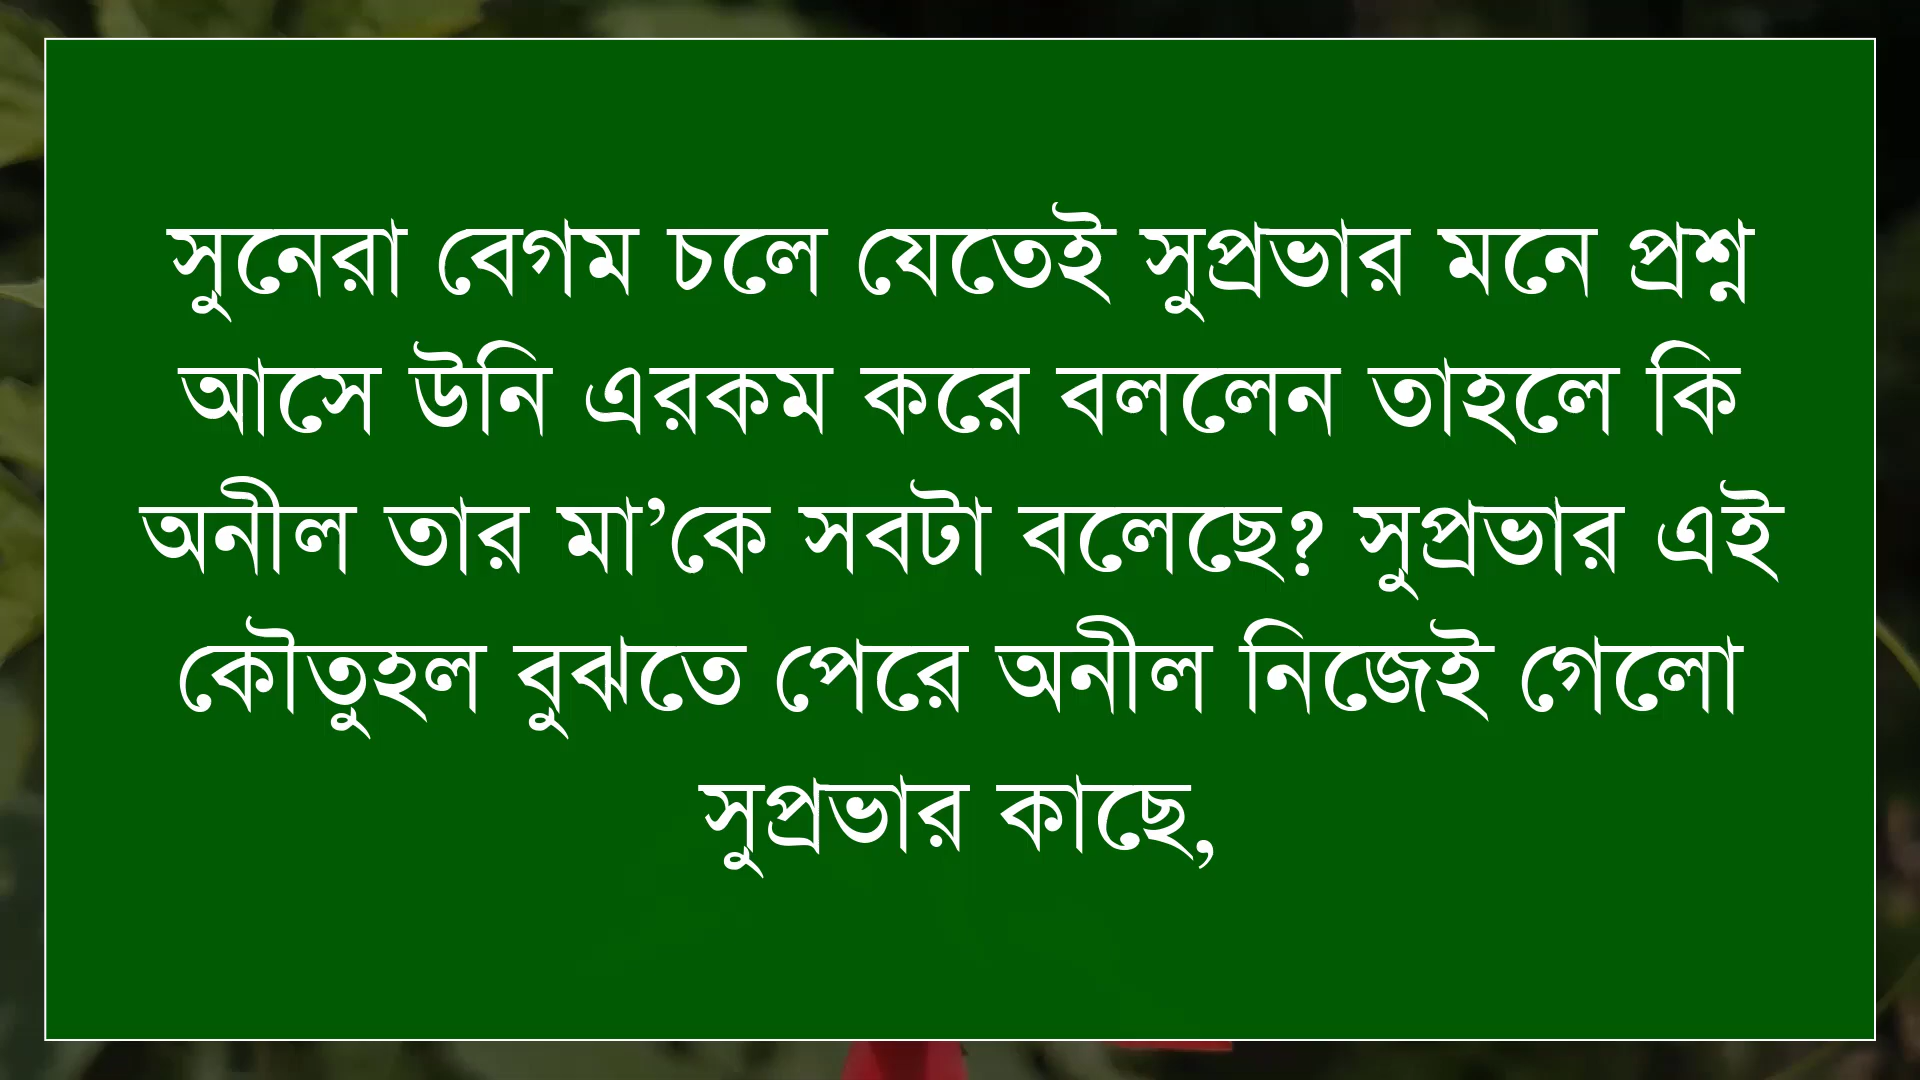 সুনেরা বেগম চলে যেতেই সুপ্রভার মনে প্রশ্ন
আসে উনি এরকম করে বললেন তাহলে কি
অনীল তার মা’কে সবটা বলেছে? সুপ্রভার এই
কৌতুহল বুঝতে পেরে অনীল নিজেই গেলো
সুপ্রভার কাছে,